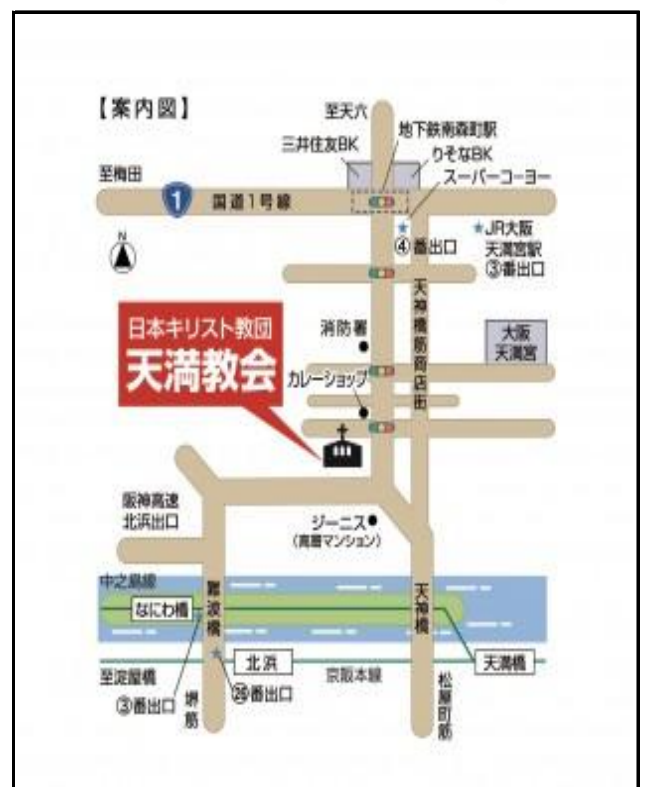 【案内図】
至天六
地下鉄南森町駅
三井住友BK
りそなBK
至梅田
スーパーコーヨー
1
国道1号線
N
④番出口
JR大阪
天満宮駅
③番出口
天神橋筋商店街
日本キリスト教団
天満教会
消防署
大阪
天満宮
カレーショップ
阪神高速
北浜出口
ジーニス
(高層マンション)
中之島線
なにわ橋
難波橋
天神橋
北浜
天満橋
至淀屋橋
京阪本線
③番出口
堺筋
㉖番出口
松屋町筋